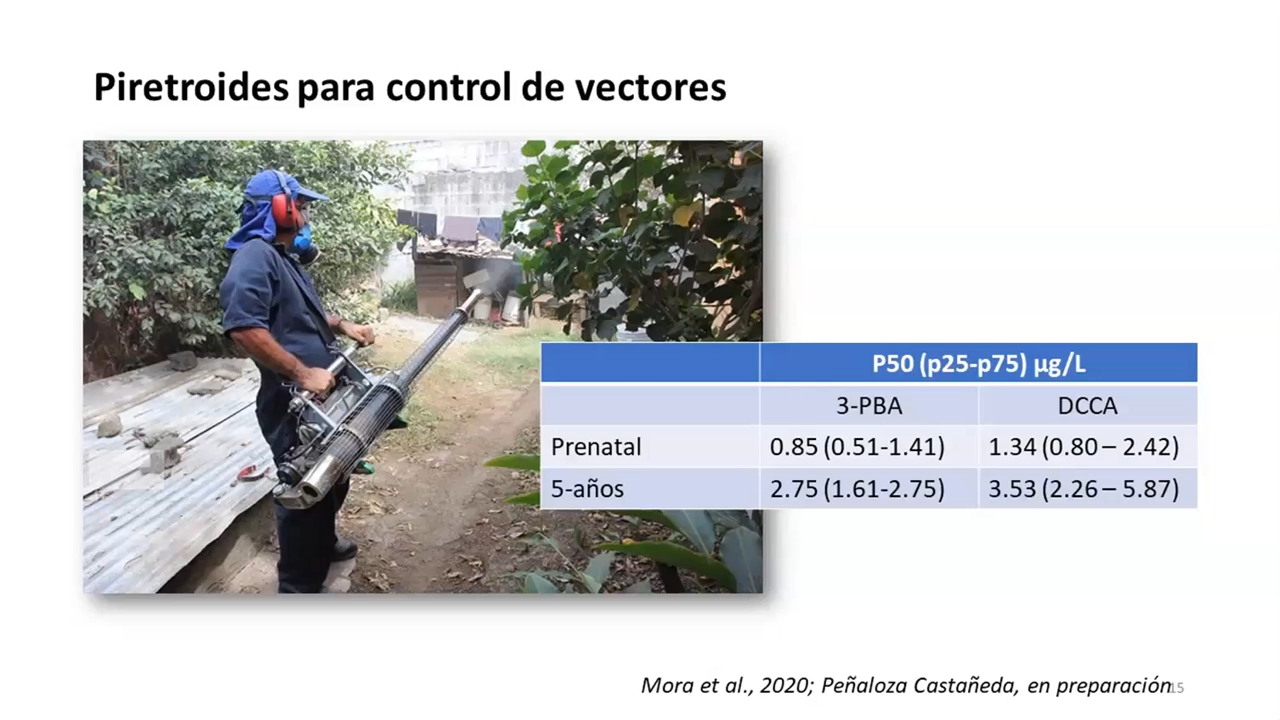 Piretroides para control de vectores
P50 (p25-p75) µg/L
3-PBA DCCA
Prenatal 0.85 (0.51-1.41) 1.34 (0.80 – 2.42)
5-años 2.75 (1.61-2.75) 3.53 (2.26 – 5.87)
Mora et al., 2020; Peñaloza Castañeda, en preparación
15